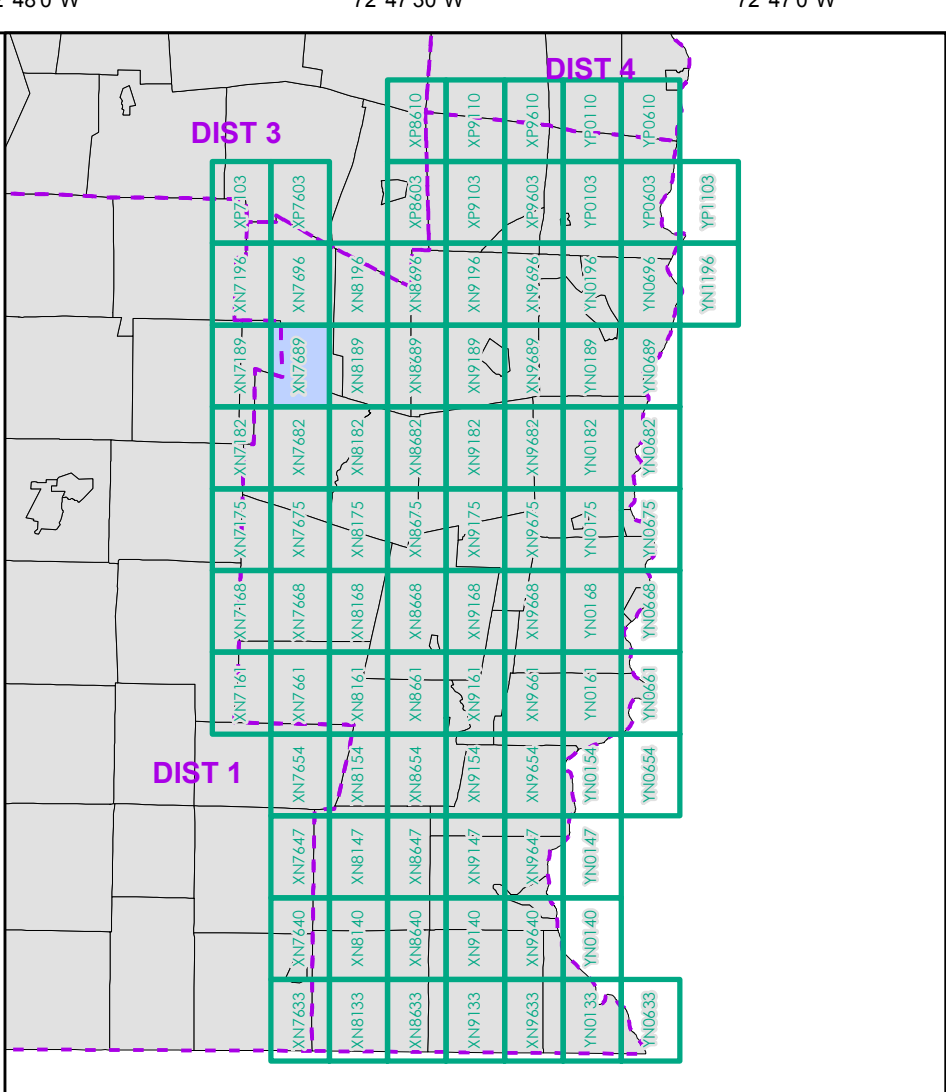 72°47'30"W
72°47'0"W
DIST 4
XP8610 XP9110 XP9610 YP0110 YP0610
DIST 3
XP7103 XP7603 XP8603 XP9103 XP9603 YP0103 YP0603 YP1103
XN7196 XN7696 XN8196 XN8696 XN9196 XN9696 YN0196 YN0696 YN1196
XN7189 XN7689 XN8189 XN8689 XN9189 XN9689 YN0189 YN0689
XN7182 XN7682 XN8182 XN8682 XN9182 XN9682 YN0182 YN0682
XN7175 XN7675 XN8175 XN8675 XN9175 XN9675 YN0175 YN0675
XN7168 XN7668 XN8168 XN8668 XN9168 XN9668 YN0168 YN0668
XN7161 XN7661 XN8161 XN8661 XN9161 XN9661 YN0161 YN0661
DIST 1
XN7654 XN8154 XN8654 XN9154 XN9654 YN0154 YN0654
XN7647 XN8147 XN8647 XN9147 XN9647 YN0147
XN7640 XN8140 XN8640 XN9140 XN9640 YN0140
XN7633 XN8133 XN8633 XN9133 XN9633 YN0133 YN0633